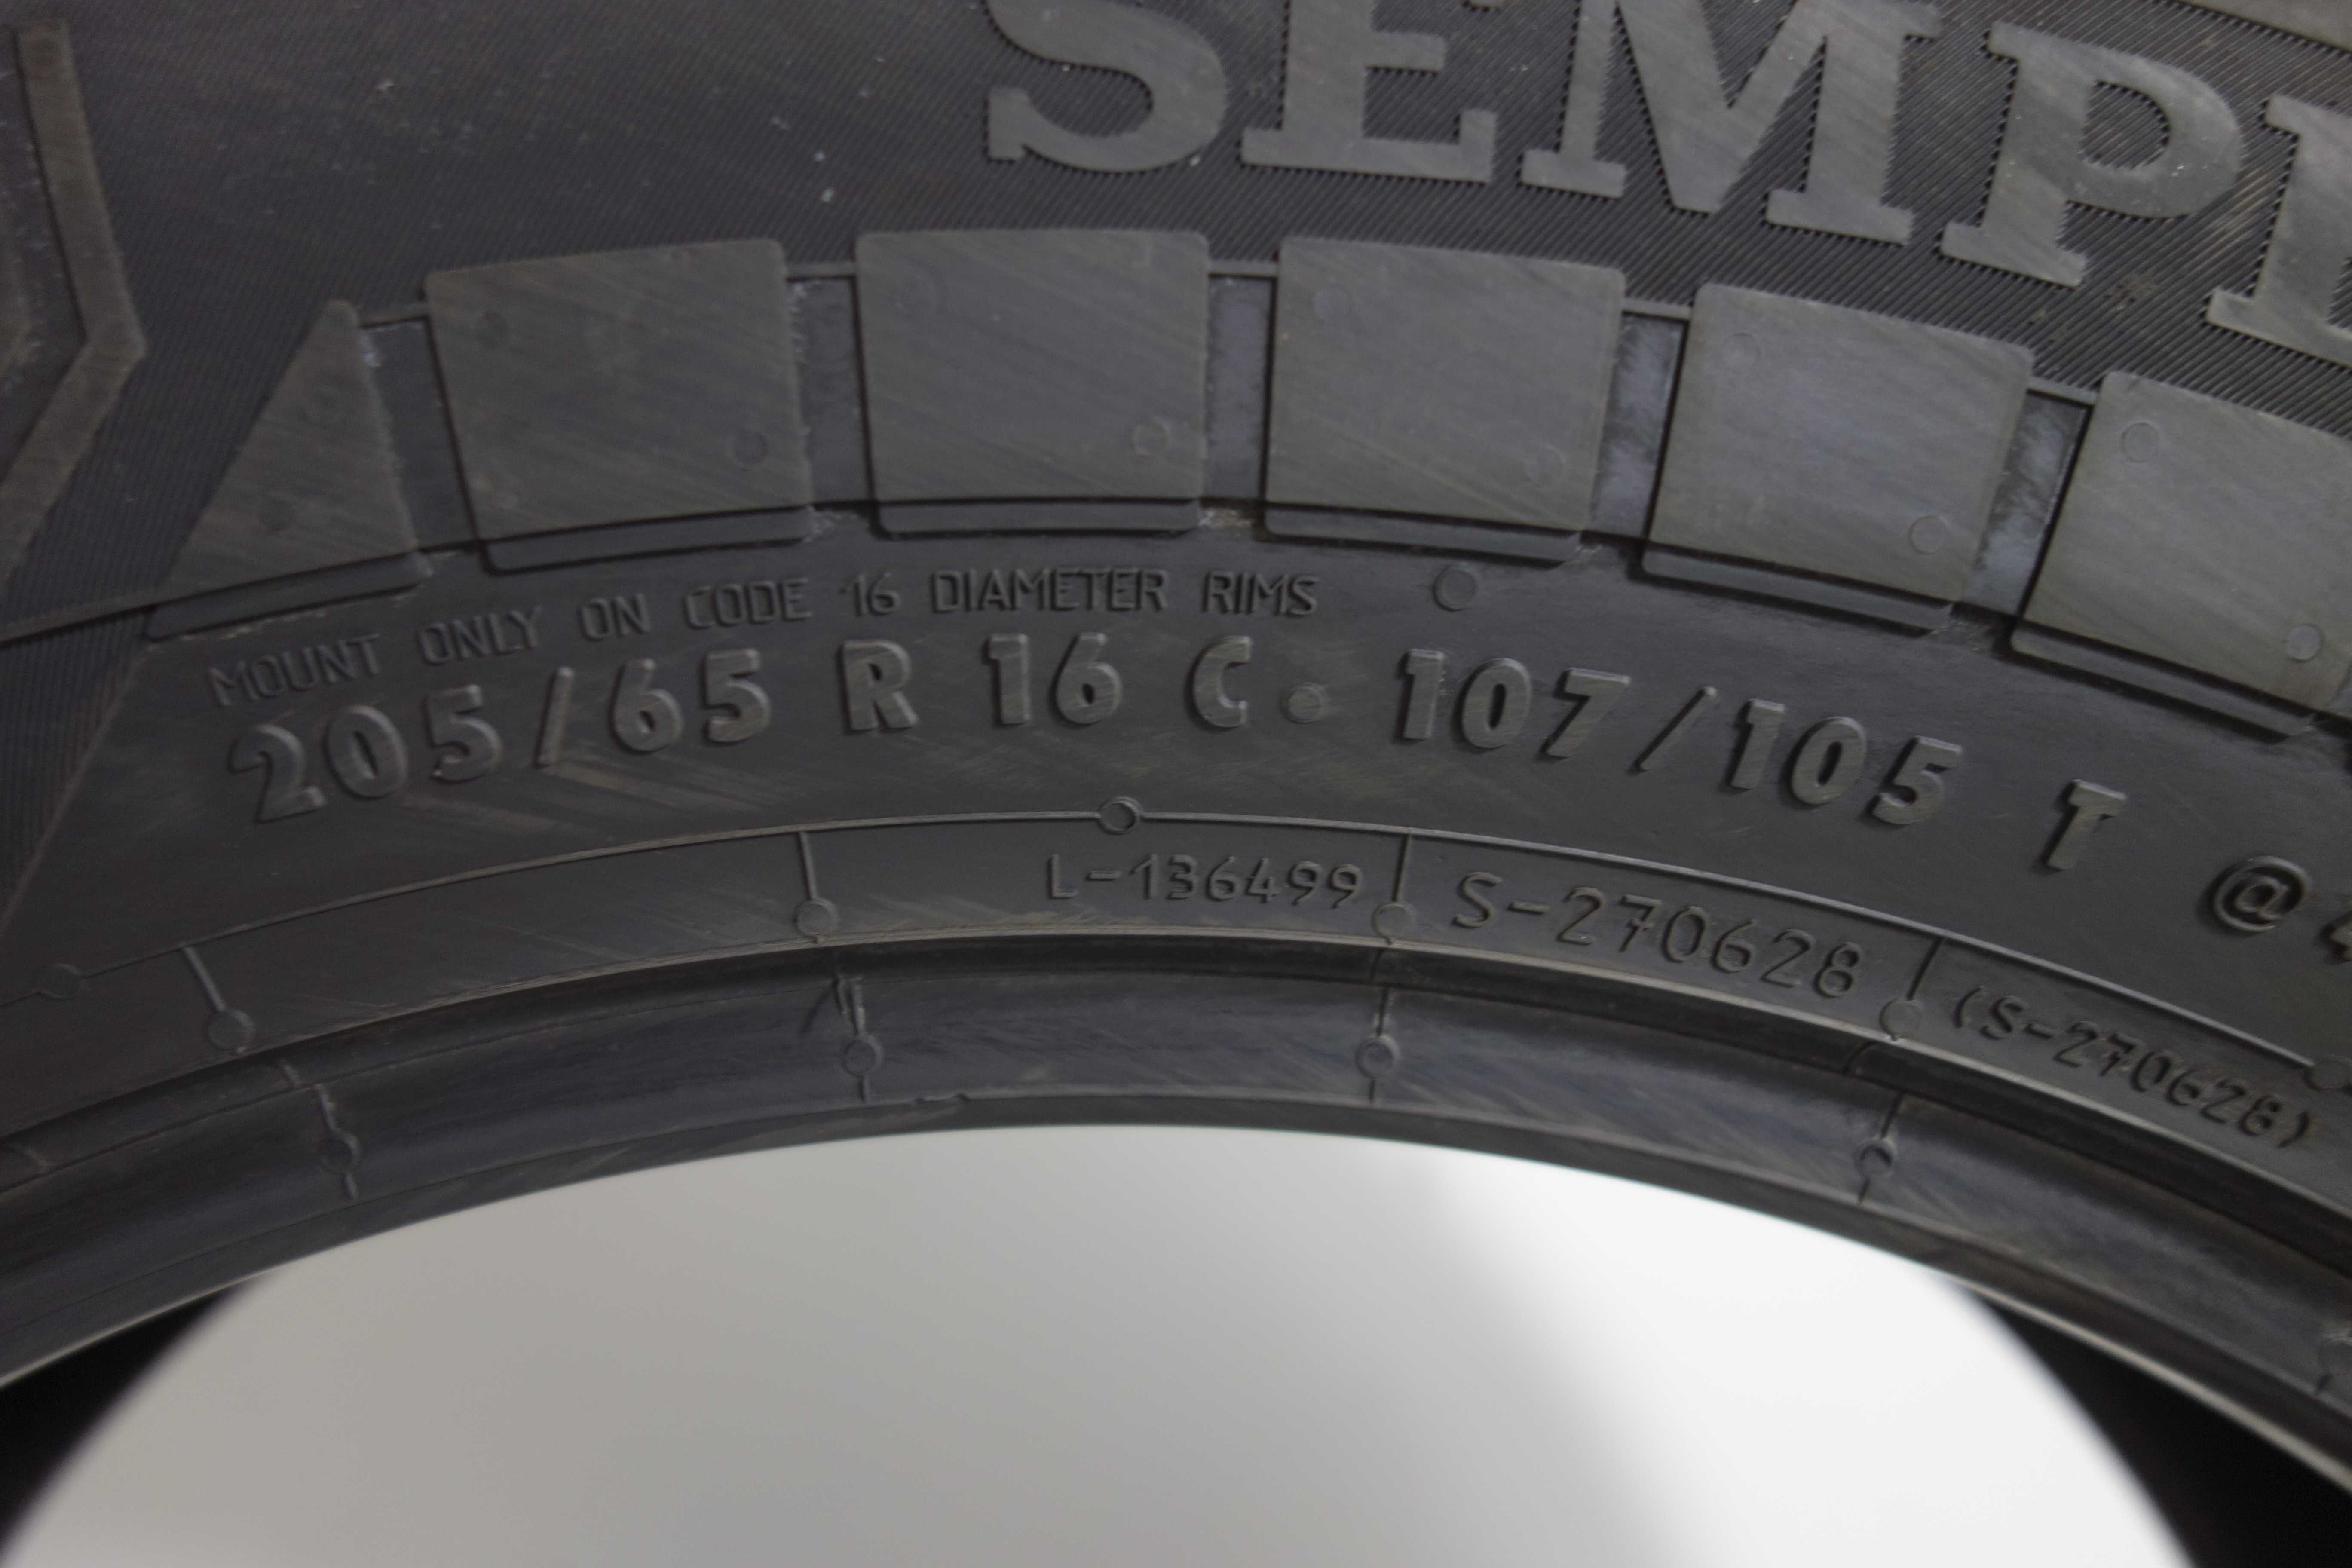 SEMP
MOUNT ONLY ON CODE 16 DIAMETER RIMS
205/65 R 16 C · 107/105 T @
L-136499
S-270628
(S-270628)